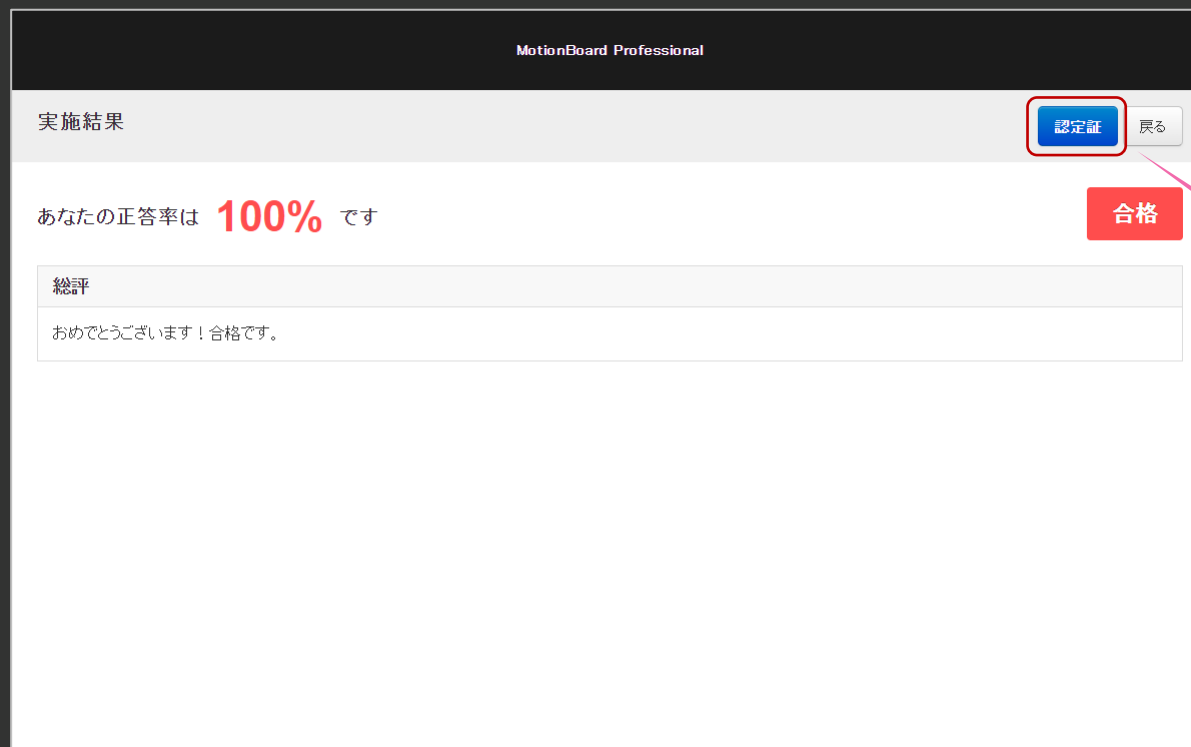 MotionBoard Professional
実施結果
認定証
戻る
あなたの正答率は 100% です
合格
総評
おめでとうございます！合格です。